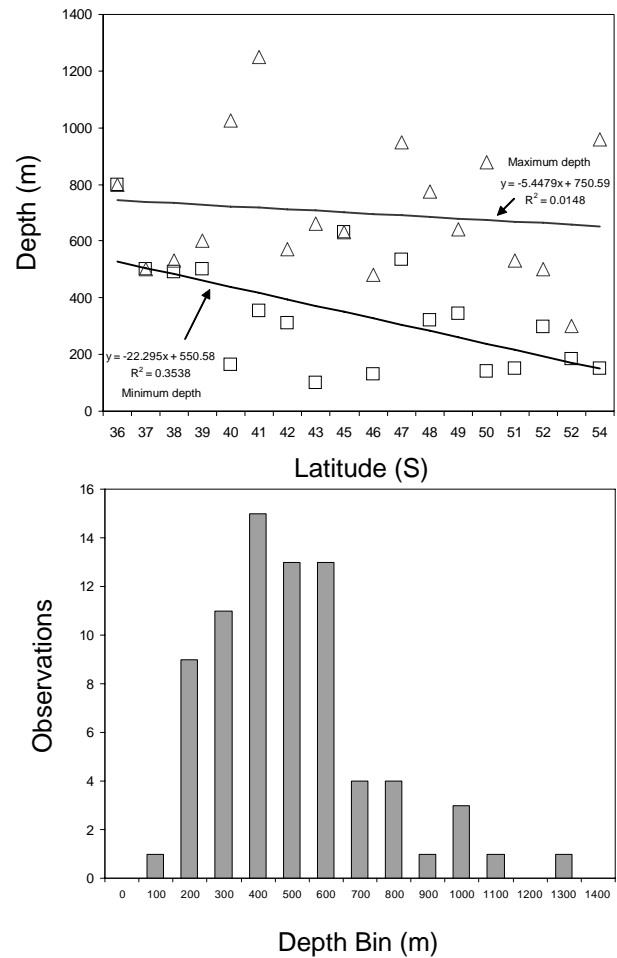 1400
1200
1000
800
600
400
200
0
Depth (m)
Maximum depth
y = -5.4479x + 750.59
R² = 0.0148
y = -22.295x + 550.58
R² = 0.3538
Minimum depth
36 37 38 39 40 41 42 43 45 46 47 48 49 50 51 52 52 54
Latitude (S)
16
14
12
10
8
6
4
2
0
Observations
0 100 200 300 400 500 600 700 800 900 1000 1100 1200 1300 1400
Depth Bin (m)